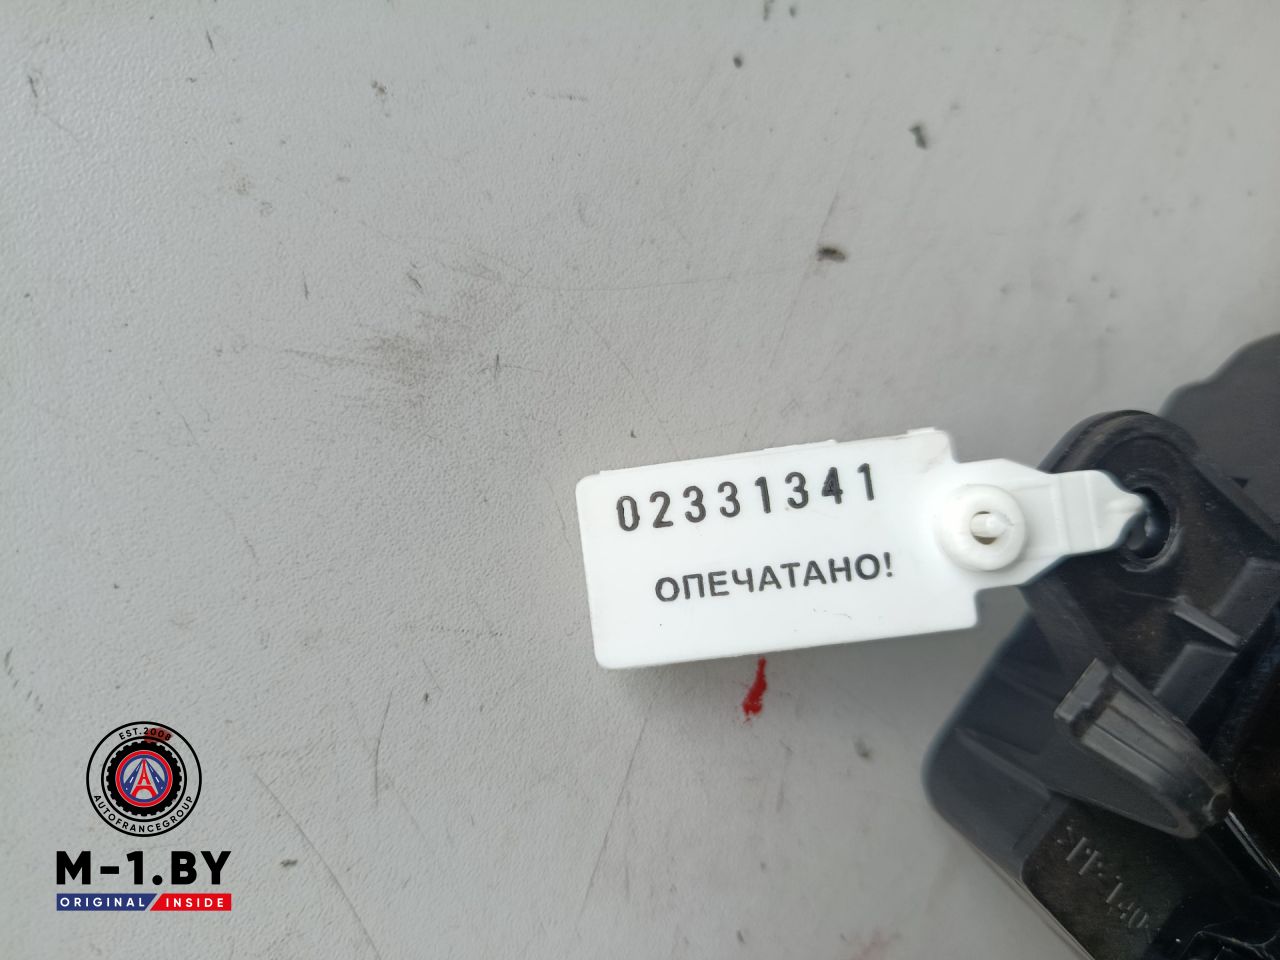 02331341
ОПЕЧАТАНО!
EST.2008
AUTOFRANCEGROUP
M-1.BY
ORIGINAL INSIDE